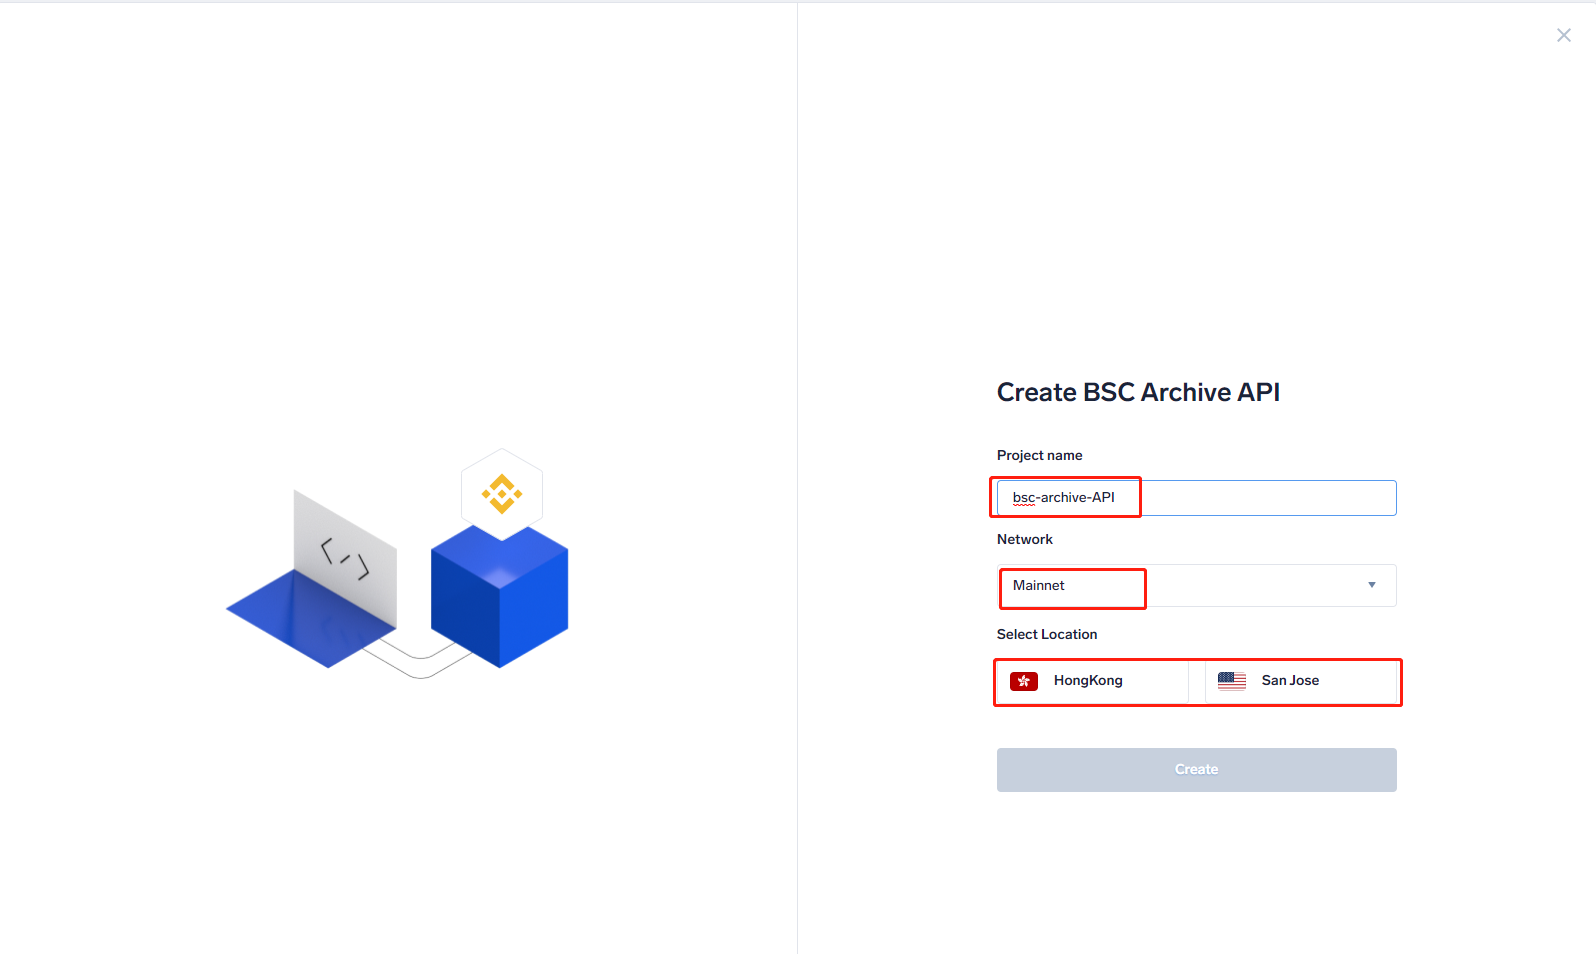 Create BSC Archive API
Project name
bsc-archive-API
Network
Mainnet
Select Location
HongKong
San Jose
Create